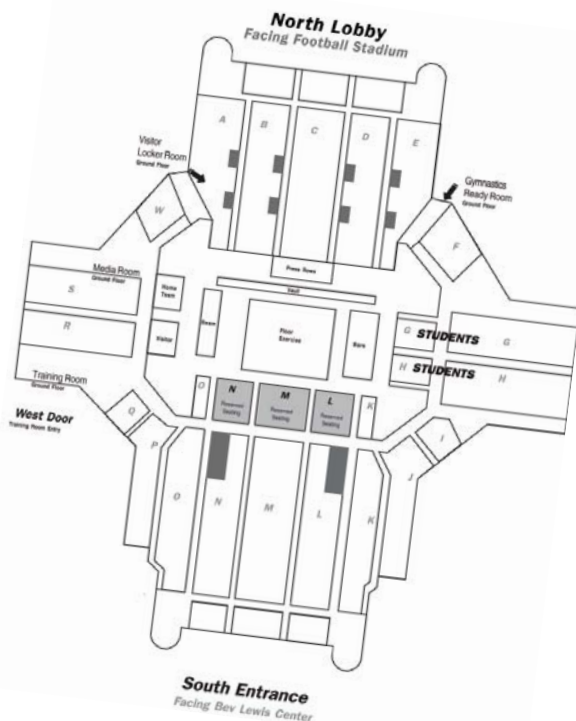 North Lobby
Facing Football Stadium
A
B
C
D
E
Visitor
Locker Room
Ground Floor
Gymnastics
Ready Room
Ground Floor
W
F
Press Rows
Media Room
Ground Floor
Home
Team
Vault
S
R
Visitor
Beam
Floor
Exercise
Bars
G
STUDENTS
G
H
STUDENTS
H
Training Room
Ground Floor
O
N
Reserved
Seating
M
Reserved
Seating
L
Reserved
Seating
K
West Door
Training Room Entry
Q
P
I
J
O
N
M
L
K
South Entrance
Facing Bev Lewis Center